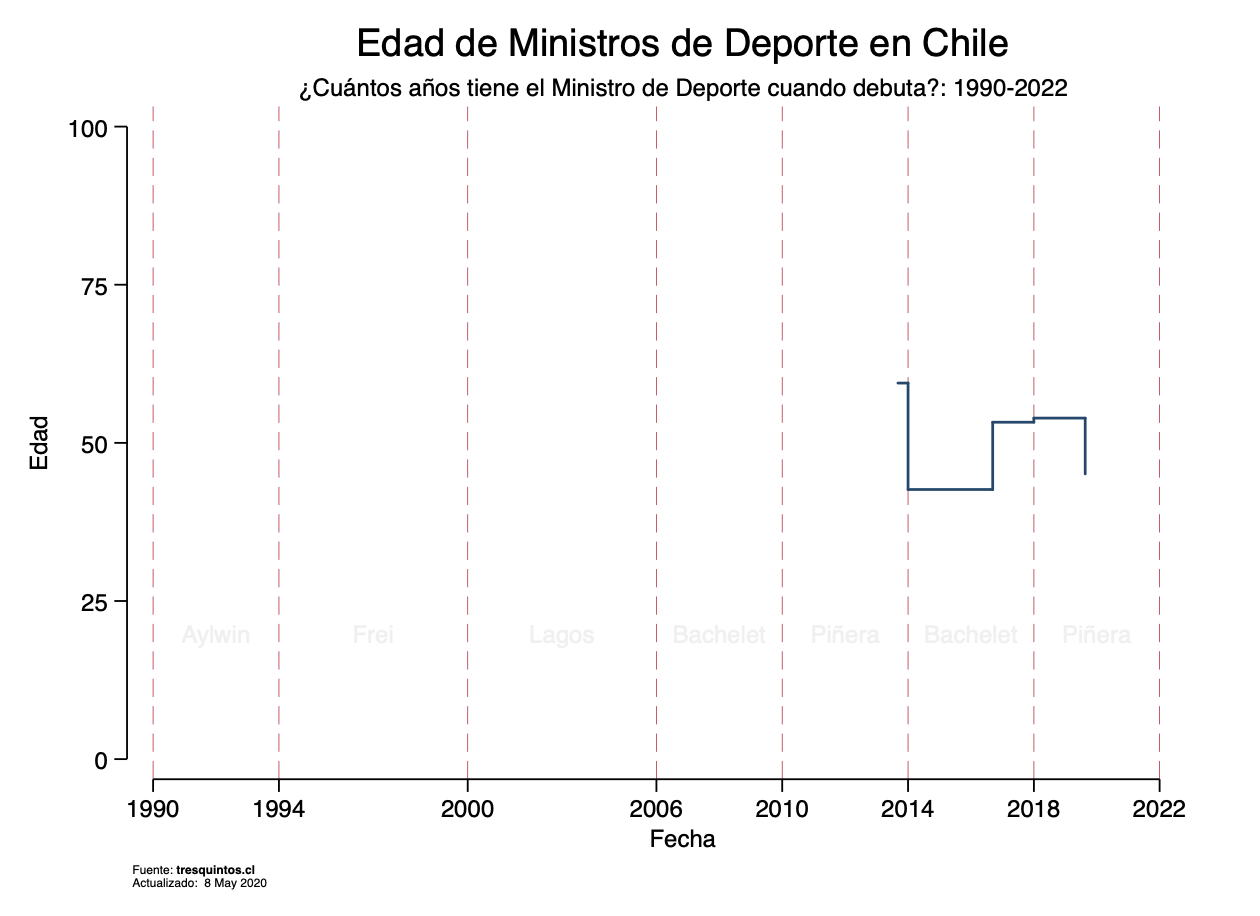 Edad de Ministros de Deporte en Chile
¿Cuántos años tiene el Ministro de Deporte cuando debuta?: 1990-2022
100
75
50
25
0
Edad
Aylwin Frei Lagos Bachelet Piñera Bachelet Piñera
1990 1994 2000 2006 2010 2014 2018 2022
Fecha
Fuente: tresquintos.cl
Actualizado: 8 May 2020